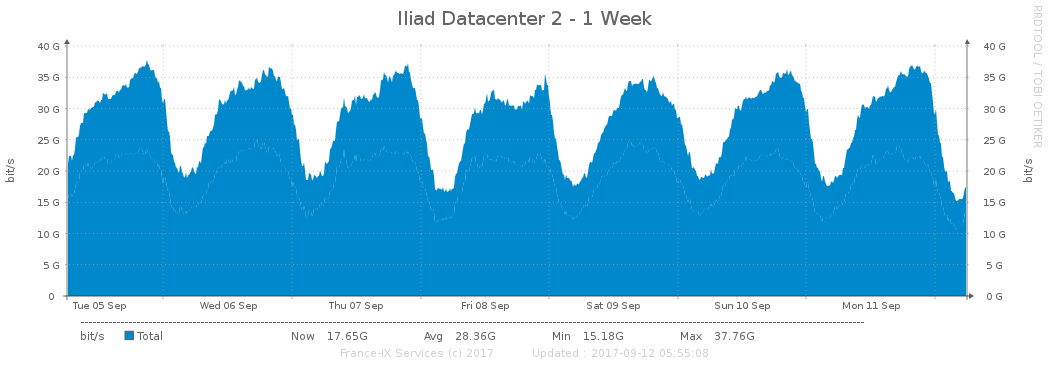 Iliad Datacenter 2 - 1 Week
RRDTOOL / TOBI OETIKER
40 G 40 G
35 G 35 G
30 G 30 G
25 G 25 G
20 G 20 G
15 G 15 G
10 G 10 G
5 G 5 G
0 0 G
bit/s bit/s
Tue 05 Sep Wed 06 Sep Thu 07 Sep Fri 08 Sep Sat 09 Sep Sun 10 Sep Mon 11 Sep
bit/s Total Now 17.65G Avg 28.36G Min 15.18G Max 37.76G
France-IX Services (c) 2017 Updated : 2017-09-12 05:55:08